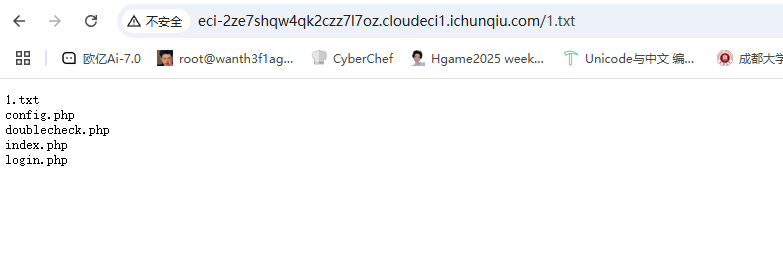 不安全 eci-2ze7shqw4qk2czz7l7oz.cloudeci1.ichunqiu.com/1.txt
欧亿Ai-7.0 root@wanth3f1ag... CyberChef Hgame2025 week... Unicode与中文 编... 成都大学
1.txt
config.php
doublecheck.php
index.php
login.php